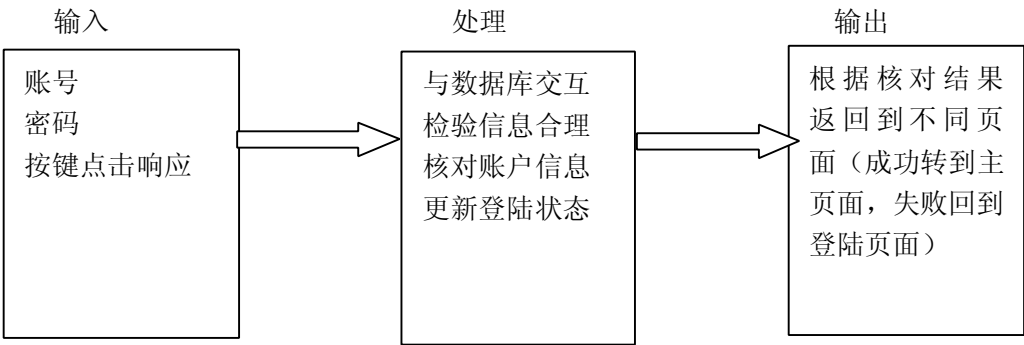 输入
处理
输出
账号
密码
按键点击响应
与数据库交互
检验信息合理
核对账户信息
更新登陆状态
根据核对结果
返回到不同页
面（成功转到主
页面，失败回到
登陆页面）